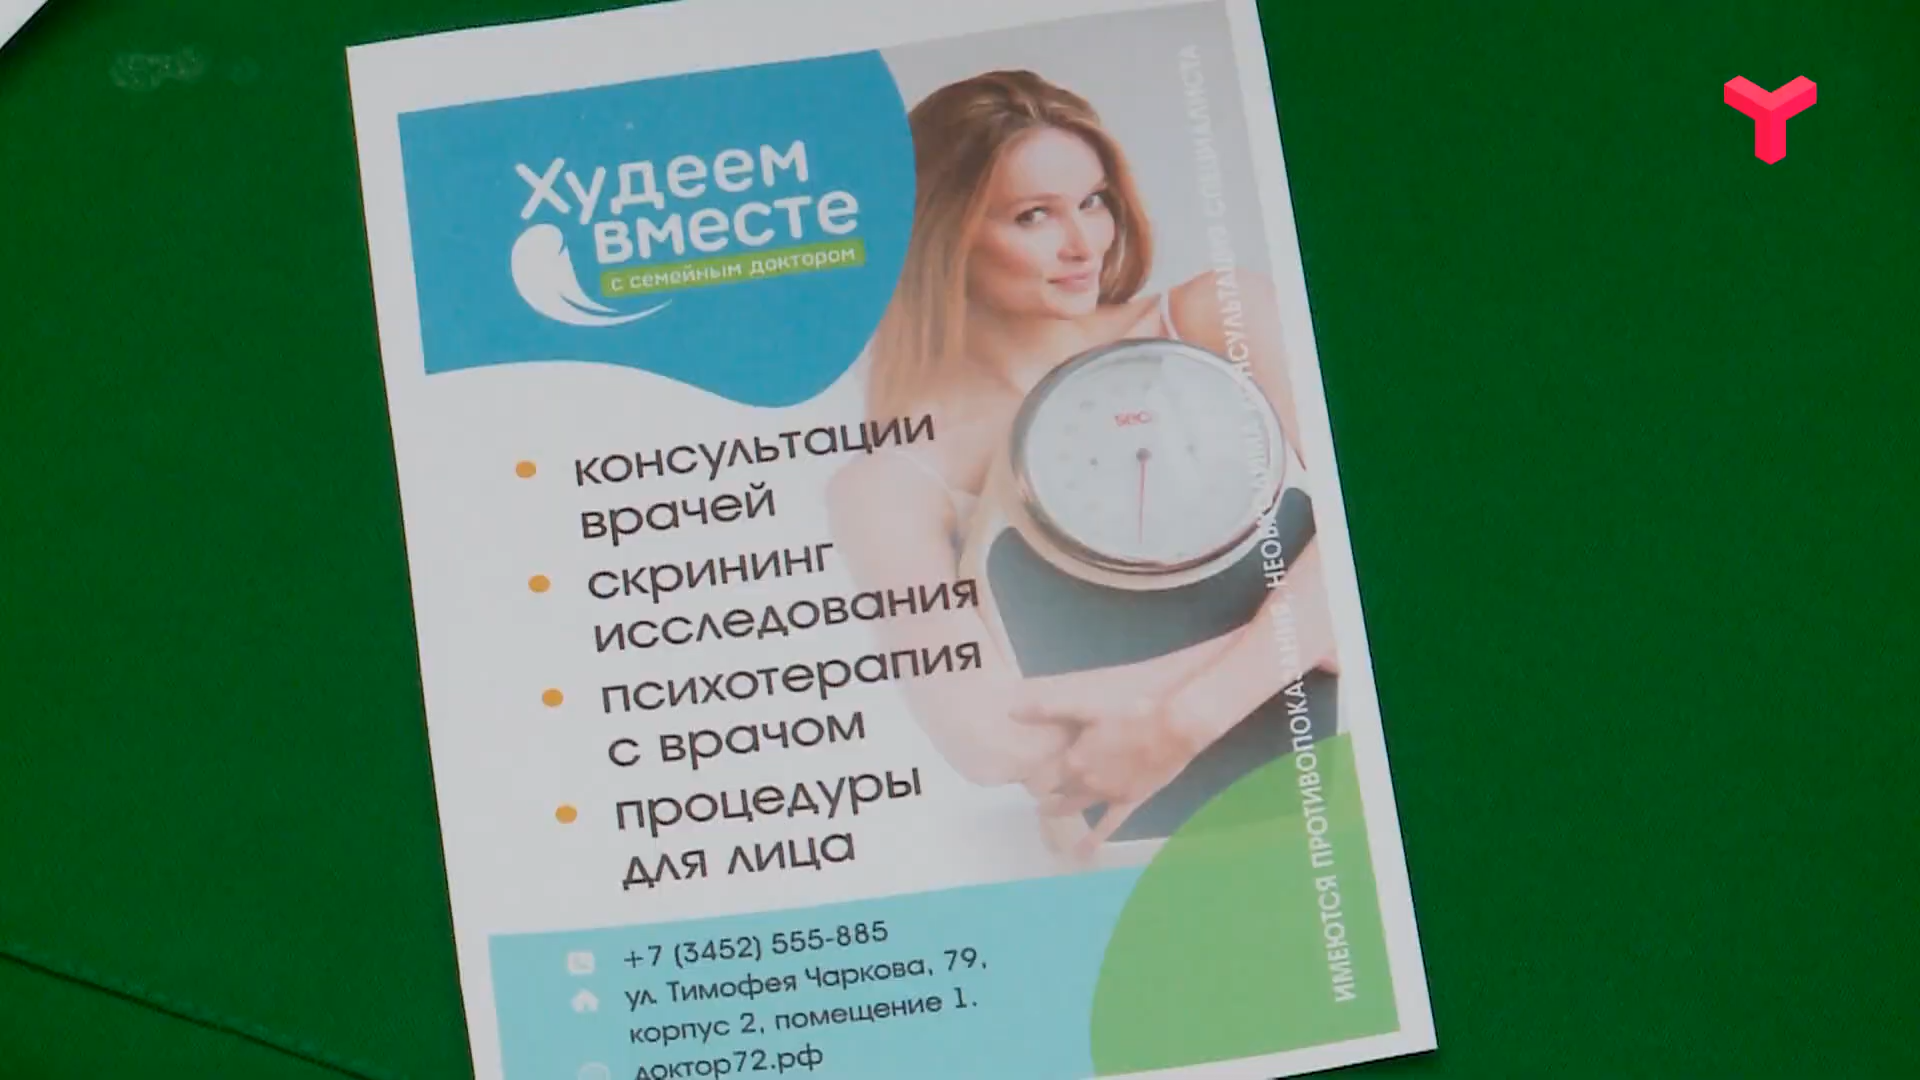 Худеем
вместе
с семейным доктором
консультации
врачей
скрининг
исследования
психотерапия
с врачом
процедуры
для лица
+7 (3452) 555-885
ул. Тимофея Чаркова, 79,
корпус 2, помещение 1.
доктор72.рф
ИМЕЮТСЯ ПРОТИВОПОКАЗАНИЯ, НЕОБХОДИМА КОНСУЛЬТАЦИЯ СПЕЦИАЛИСТА